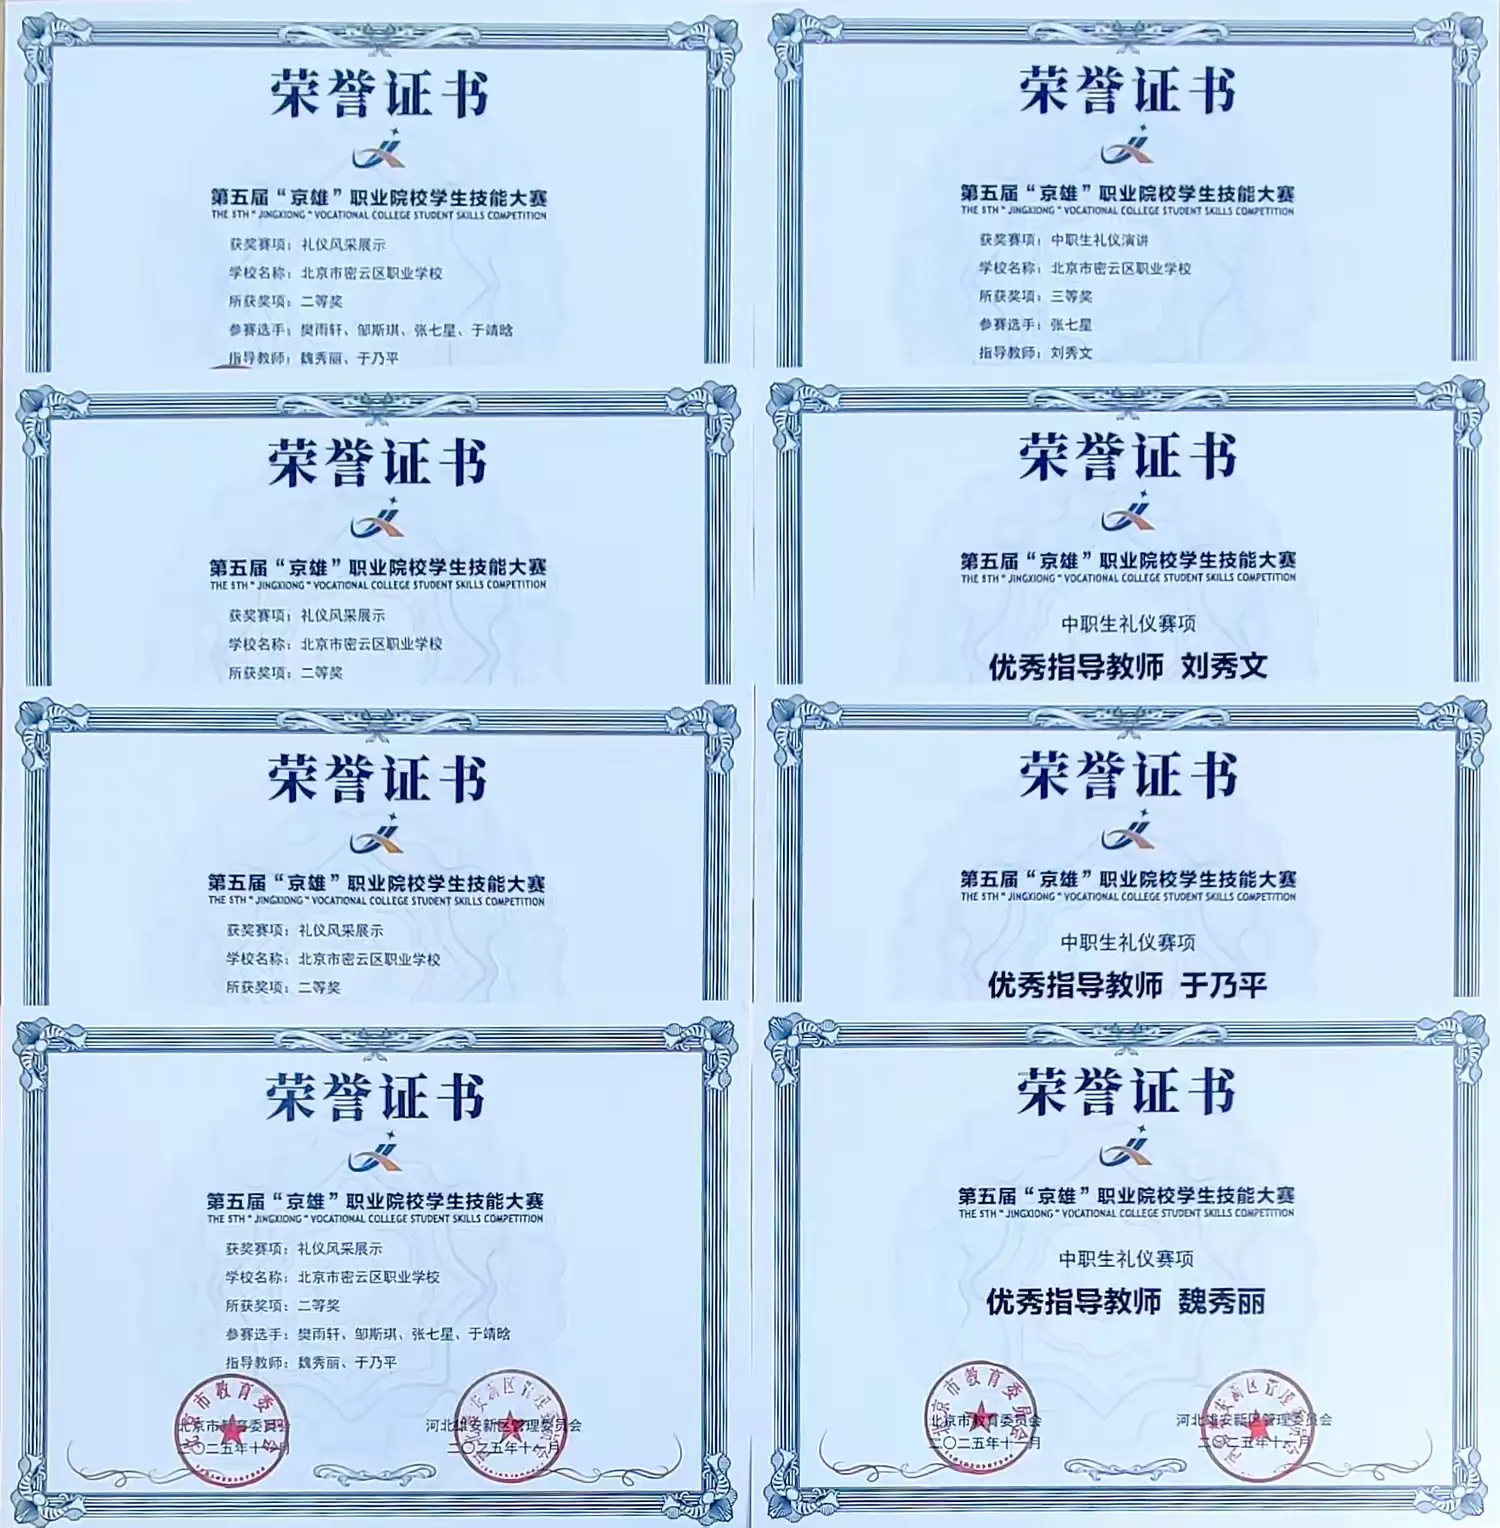 荣誉证书
第五届“京雄”职业院校学生技能大赛
THE 5TH "JINGXIONG" VOCATIONAL COLLEGE STUDENT SKILLS COMPETITION
获奖赛项：礼仪风采展示
学校名称：北京市密云区职业学校
所获奖项：二等奖
参赛选手：樊雨轩、邹斯琪、张七星、于靖晗
指导教师：魏秀丽、于乃平
荣誉证书
第五届“京雄”职业院校学生技能大赛
THE 5TH "JINGXIONG" VOCATIONAL COLLEGE STUDENT SKILLS COMPETITION
获奖赛项：中职生礼仪演讲
学校名称：北京市密云区职业学校
所获奖项：三等奖
参赛选手：张七星
指导教师：刘秀文
荣誉证书
第五届“京雄”职业院校学生技能大赛
THE 5TH "JINGXIONG" VOCATIONAL COLLEGE STUDENT SKILLS COMPETITION
获奖赛项：礼仪风采展示
学校名称：北京市密云区职业学校
所获奖项：二等奖
荣誉证书
第五届“京雄”职业院校学生技能大赛
THE 5TH "JINGXIONG" VOCATIONAL COLLEGE STUDENT SKILLS COMPETITION
中职生礼仪赛项
优秀指导教师 刘秀文
荣誉证书
第五届“京雄”职业院校学生技能大赛
THE 5TH "JINGXIONG" VOCATIONAL COLLEGE STUDENT SKILLS COMPETITION
获奖赛项：礼仪风采展示
学校名称：北京市密云区职业学校
所获奖项：二等奖
荣誉证书
第五届“京雄”职业院校学生技能大赛
THE 5TH "JINGXIONG" VOCATIONAL COLLEGE STUDENT SKILLS COMPETITION
中职生礼仪赛项
优秀指导教师 于乃平
荣誉证书
第五届“京雄”职业院校学生技能大赛
THE 5TH "JINGXIONG" VOCATIONAL COLLEGE STUDENT SKILLS COMPETITION
获奖赛项：礼仪风采展示
学校名称：北京市密云区职业学校
所获奖项：二等奖
参赛选手：樊雨轩、邹斯琪、张七星、于靖晗
指导教师：魏秀丽、于乃平
北京市教育委员会
二〇二五年十一月
河北雄安新区管理委员会
二〇二五年十一月
荣誉证书
第五届“京雄”职业院校学生技能大赛
THE 5TH "JINGXIONG" VOCATIONAL COLLEGE STUDENT SKILLS COMPETITION
中职生礼仪赛项
优秀指导教师 魏秀丽
北京市教育委员会
二〇二五年十一月
河北雄安新区管理委员会
二〇二五年十一月